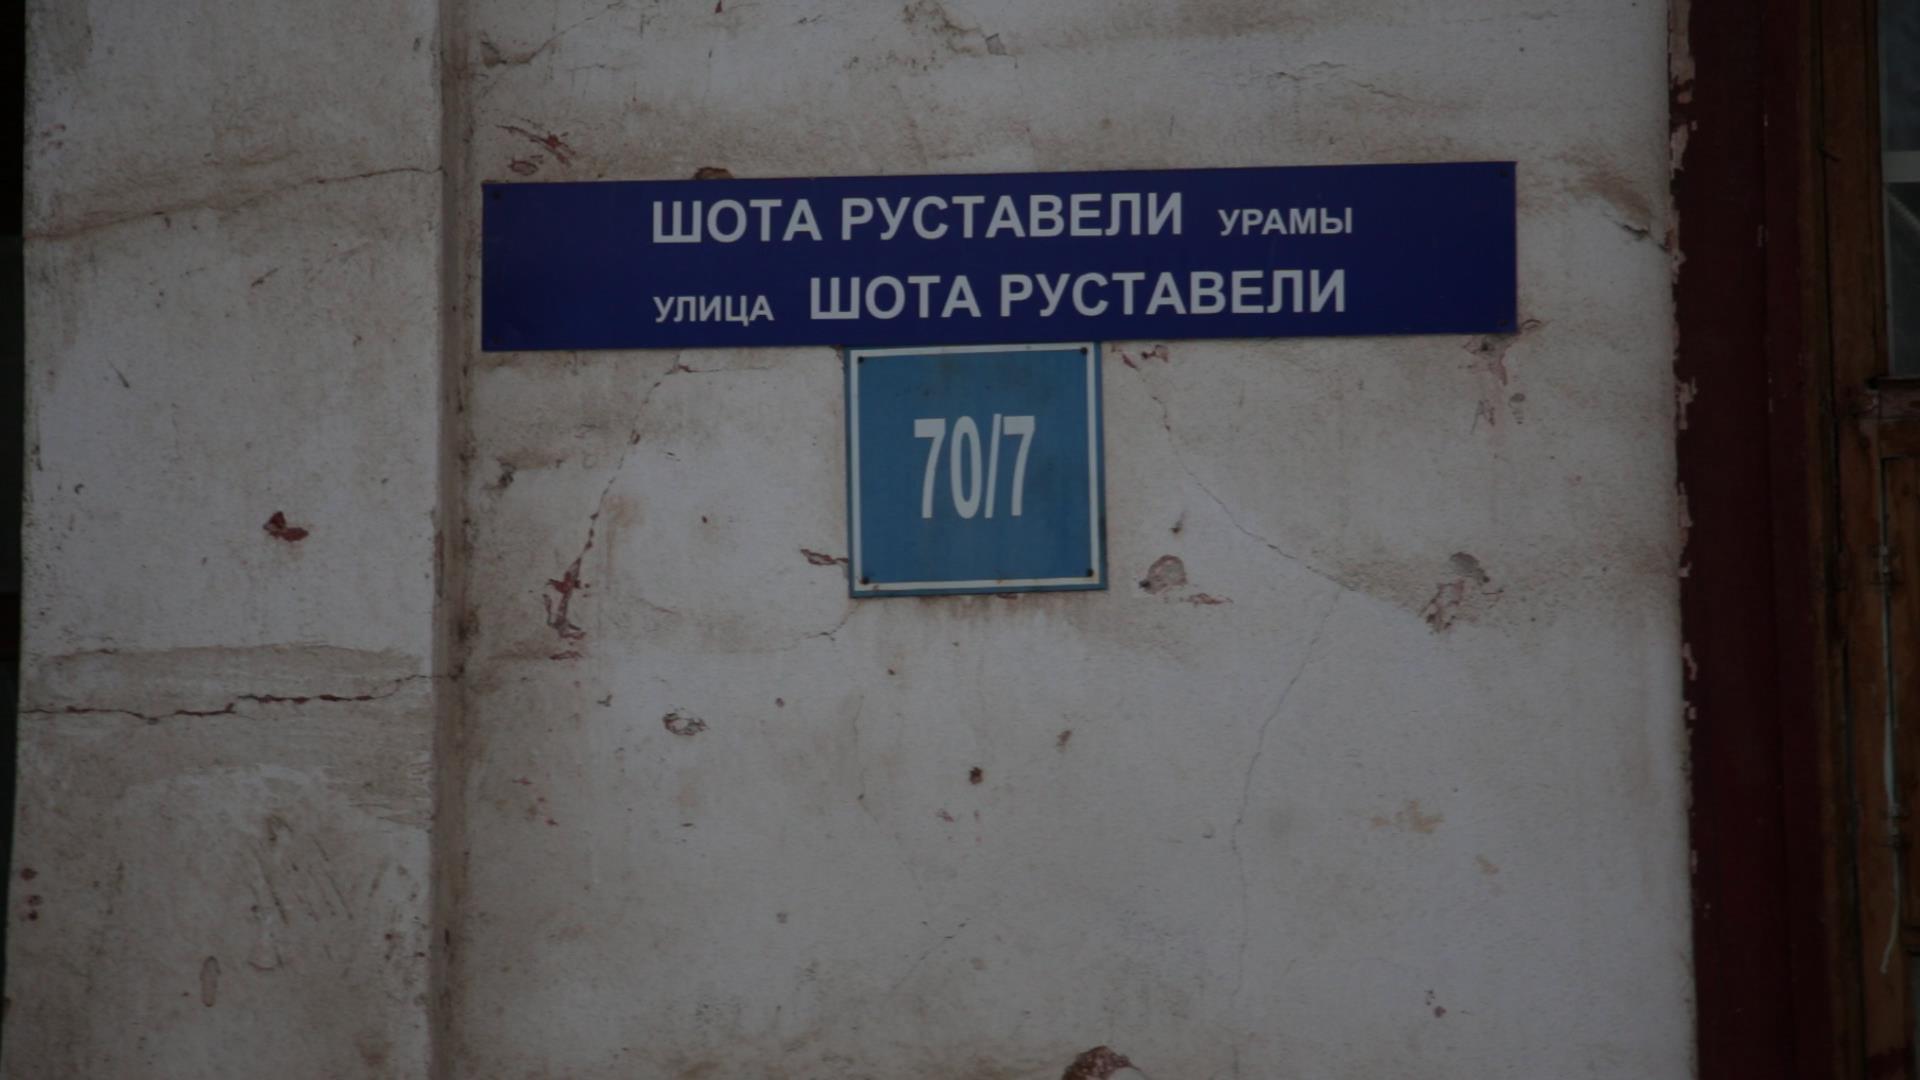 ШОТА РУСТАВЕЛИ УРАМЫ
УЛИЦА ШОТА РУСТАВЕЛИ
70/7